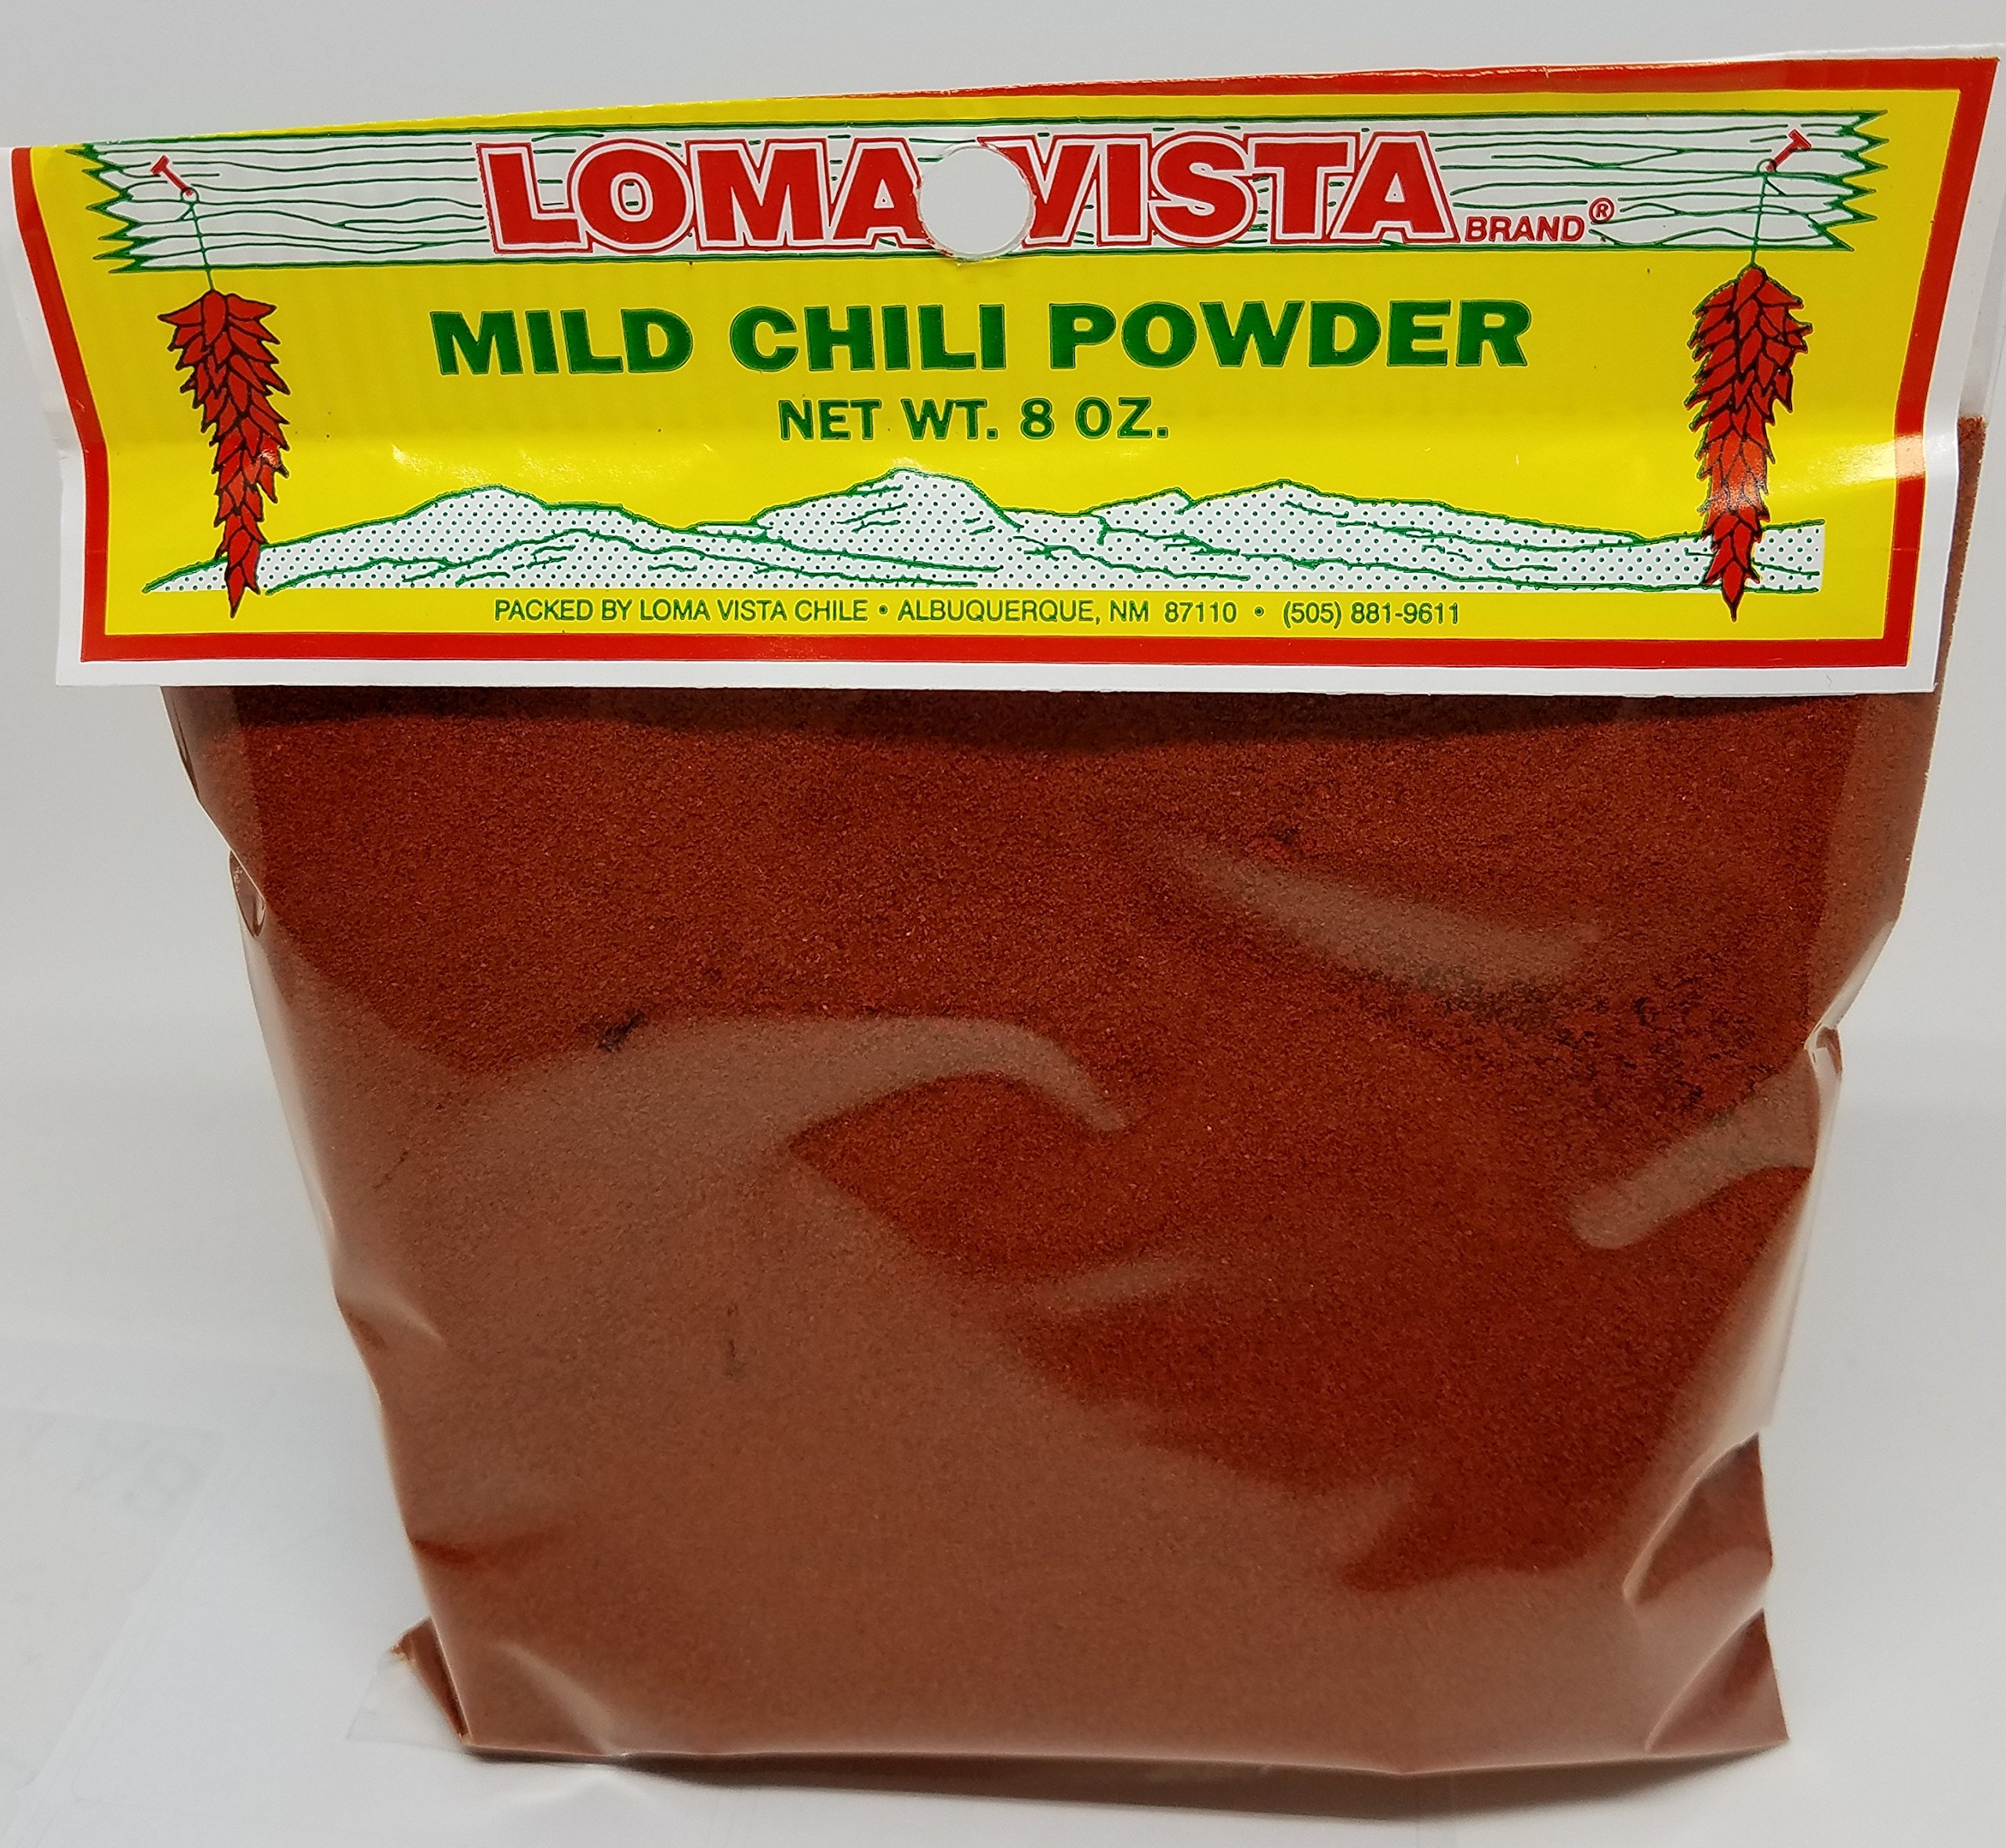 LOMA VISTA BRAND®
MILD CHILI POWDER
NET WT. 8 OZ.
PACKED BY LOMA VISTA CHILE • ALBUQUERQUE, NM 87110 • (505) 881-9611